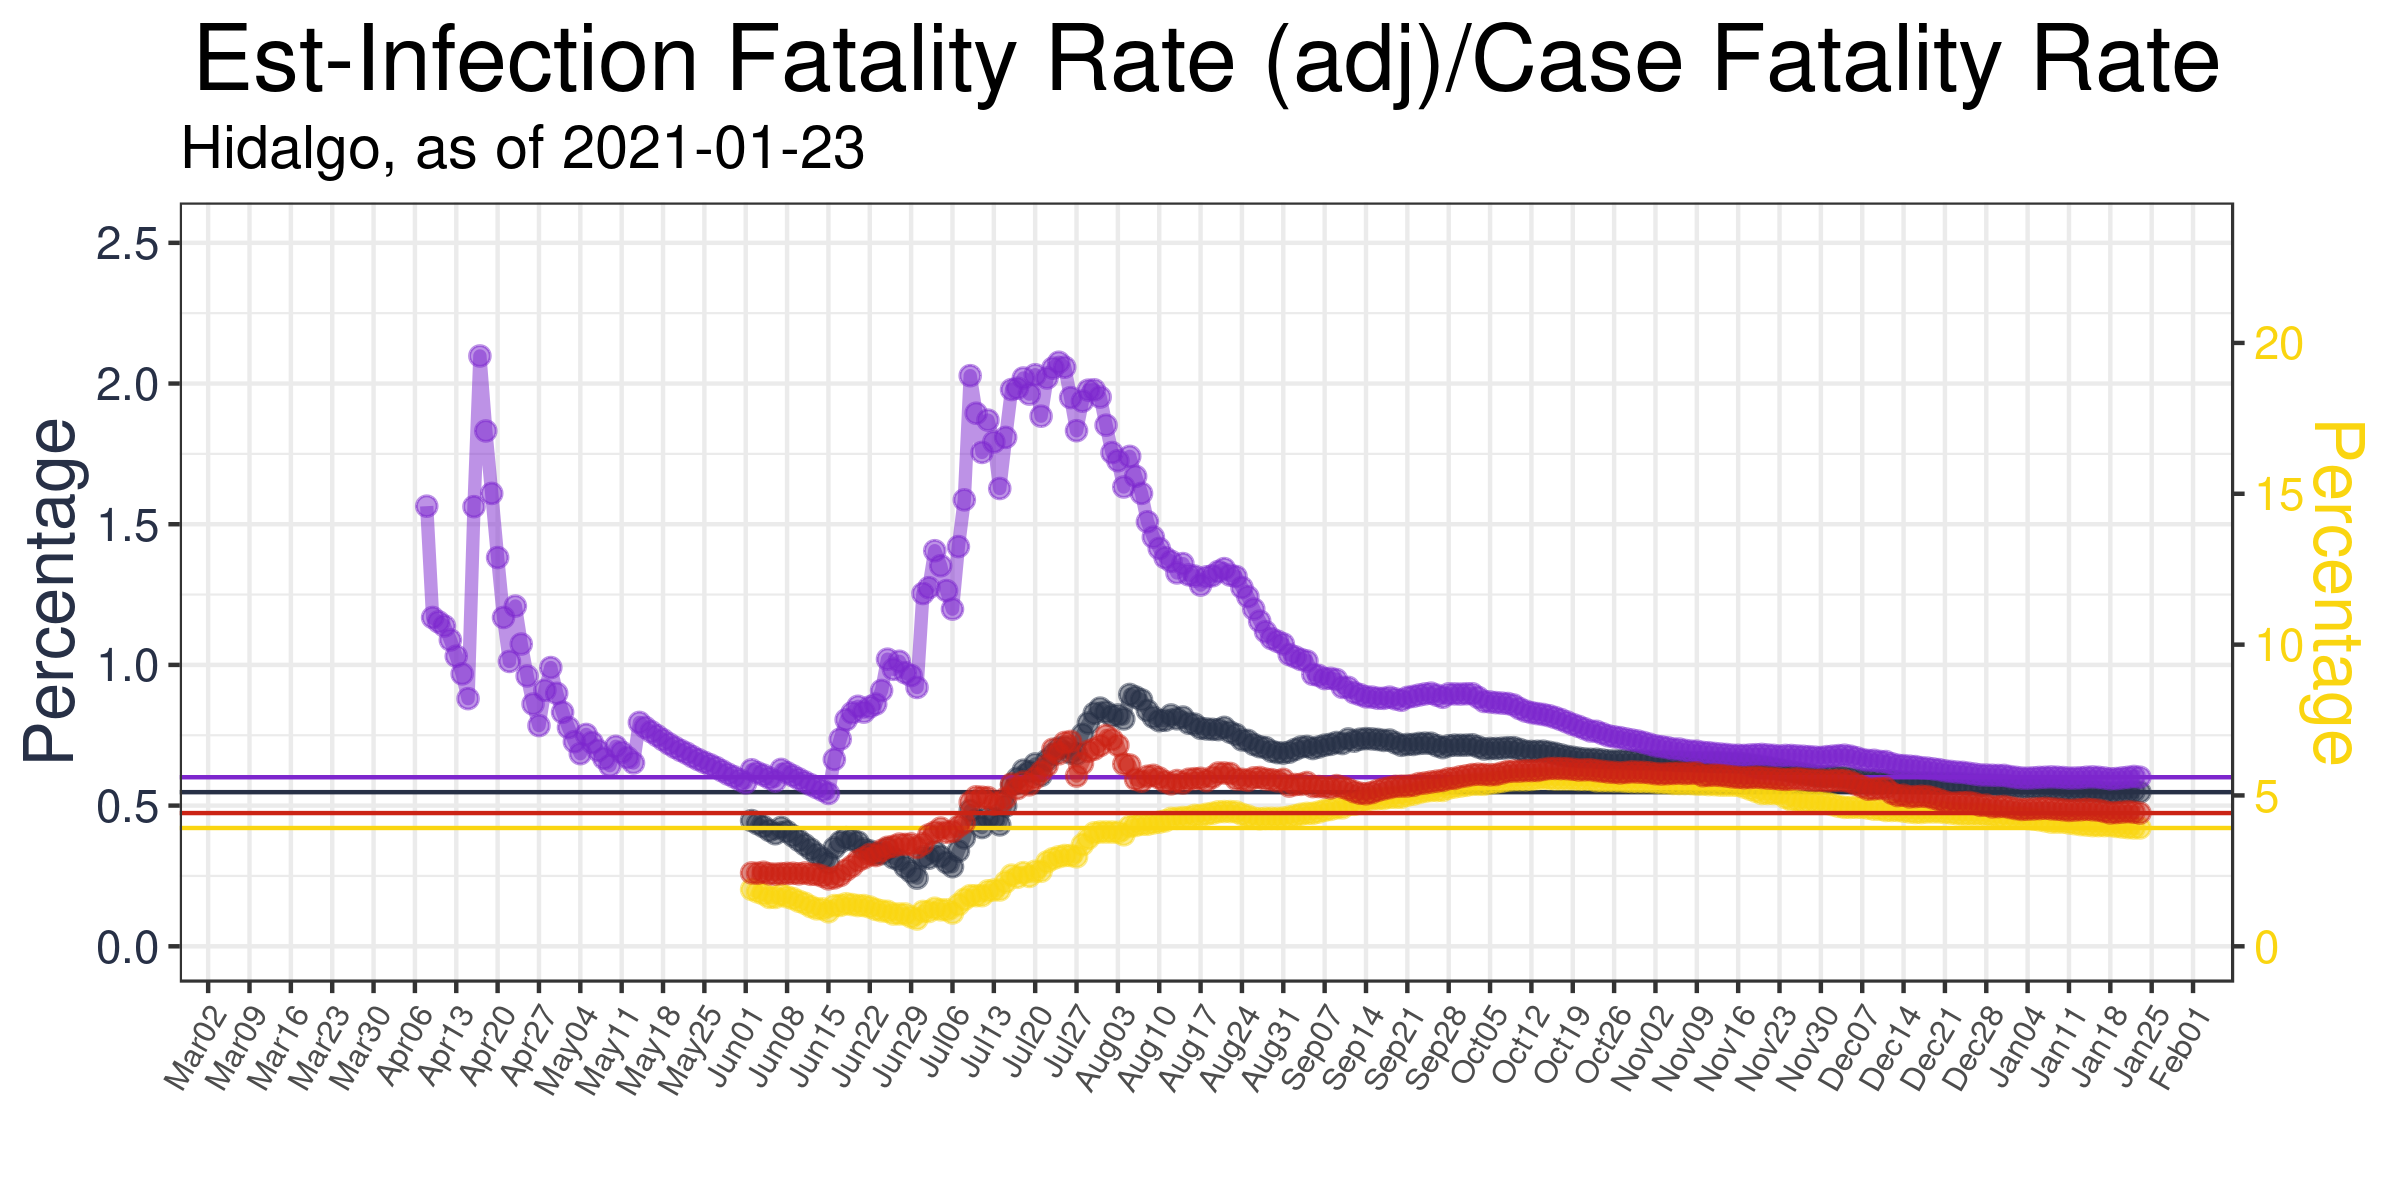 Est-Infection Fatality Rate (adj)/Case Fatality Rate
Hidalgo, as of 2021-01-23
Percentage
2.5
2.0
1.5
1.0
0.5
0.0
20
15
10
5
0
Percentage
Mar02
Mar09
Mar16
Mar23
Mar30
Apr06
Apr13
Apr20
Apr27
May04
May11
May18
May25
Jun01
Jun08
Jun15
Jun22
Jun29
Jul06
Jul13
Jul20
Jul27
Aug03
Aug10
Aug17
Aug24
Aug31
Sep07
Sep14
Sep21
Sep28
Oct05
Oct12
Oct19
Oct26
Nov02
Nov09
Nov16
Nov23
Nov30
Dec07
Dec14
Dec21
Dec28
Jan04
Jan11
Jan18
Jan25
Feb01